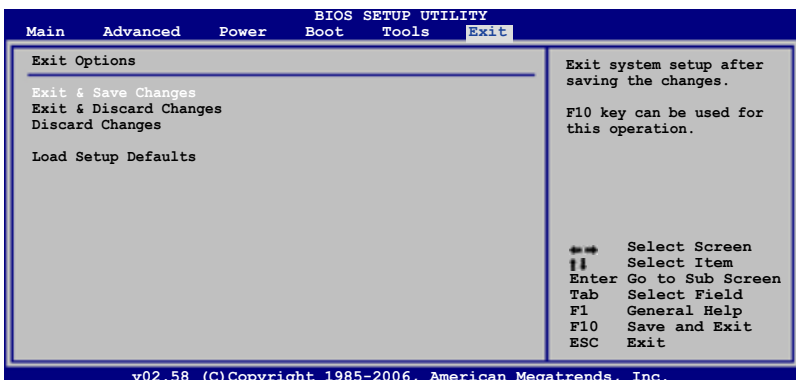 BIOS SETUP UTILITY
Main Advanced Power Boot Tools Exit
Exit Options
Exit & Save Changes
Exit & Discard Changes
Discard Changes
Load Setup Defaults
Exit system setup after
saving the changes.
F10 key can be used for
this operation.
←→ Select Screen
↑↓ Select Item
Enter Go to Sub Screen
Tab Select Field
F1 General Help
F10 Save and Exit
ESC Exit
v02.58 (C)Copyright 1985-2006, American Megatrends, Inc.